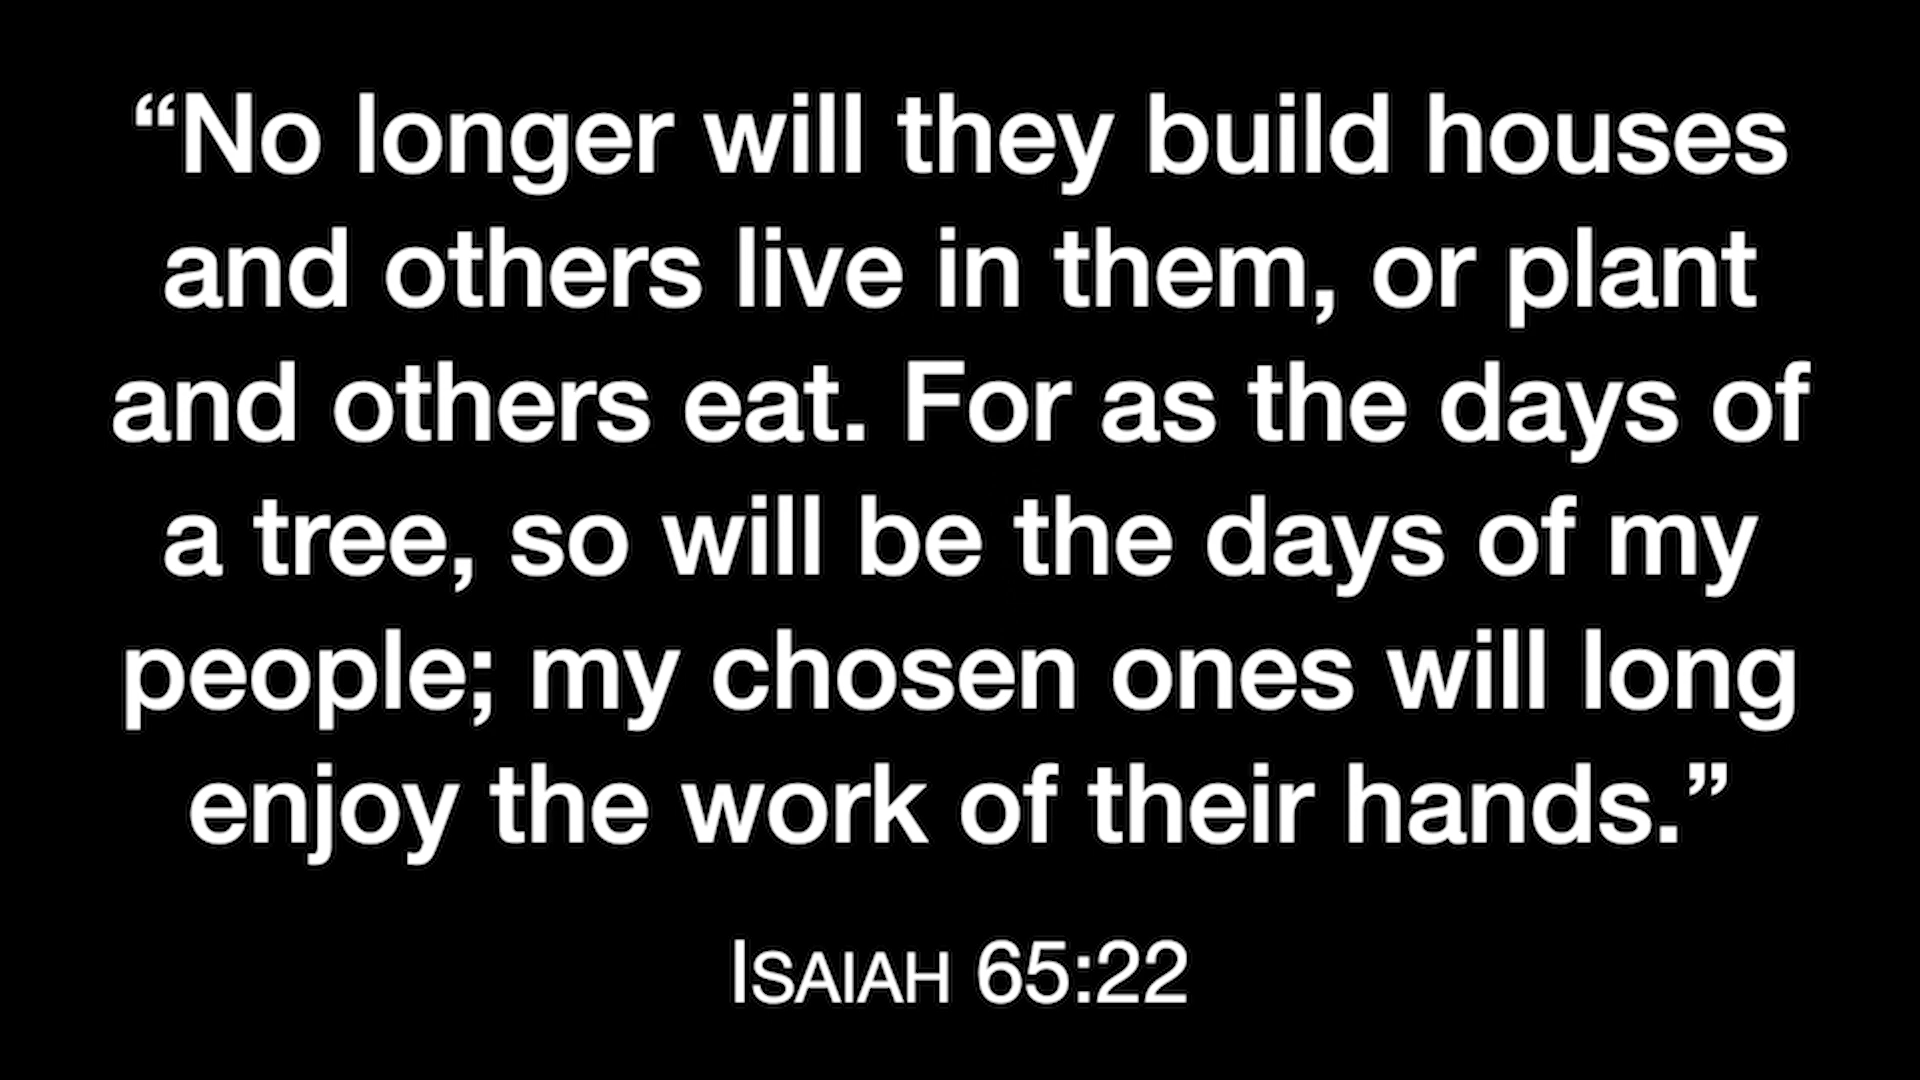 “No longer will they build houses
and others live in them, or plant
and others eat. For as the days of
a tree, so will be the days of my
people; my chosen ones will long
enjoy the work of their hands.”
ISAIAH 65:22